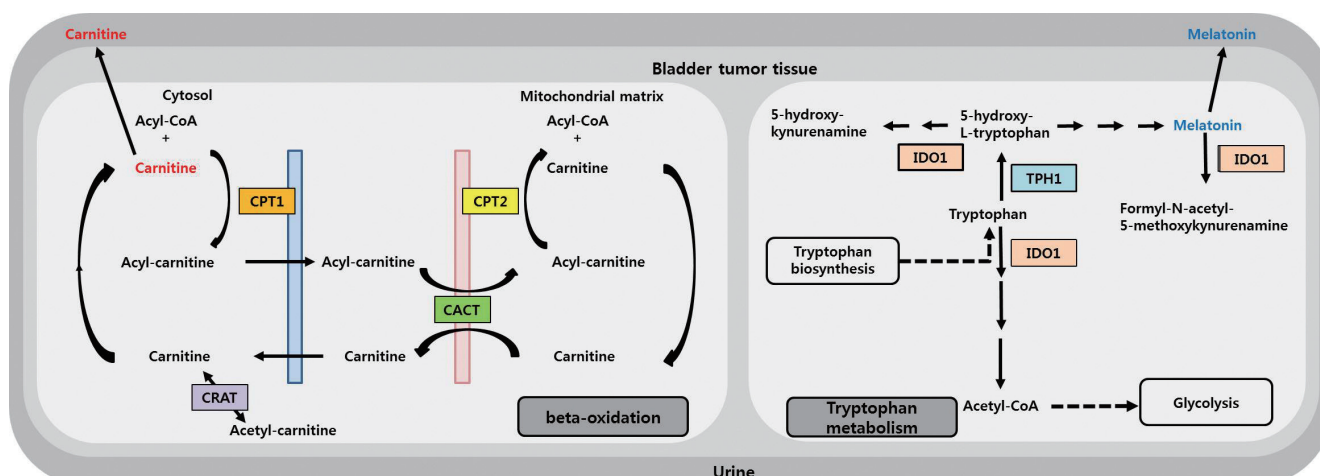 Carnitine
Melatonin
Bladder tumor tissue
Cytosol
Acyl-CoA
+
Carnitine
CPT1
Acyl-carnitine
Acyl-carnitine
Carnitine
Carnitine
CRAT
Acetyl-carnitine
Mitochondrial matrix
Acyl-CoA
+
Carnitine
CPT2
Acyl-carnitine
CACT
Carnitine
beta-oxidation
5-hydroxy-
kynurenamine
IDO1
5-hydroxy-
L-tryptophan
Melatonin
IDO1
TPH1
Formyl-N-acetyl-
5-methoxykynurenamine
Tryptophan
IDO1
Tryptophan
biosynthesis
Acetyl-CoA
Glycolysis
Tryptophan
metabolism
Urine